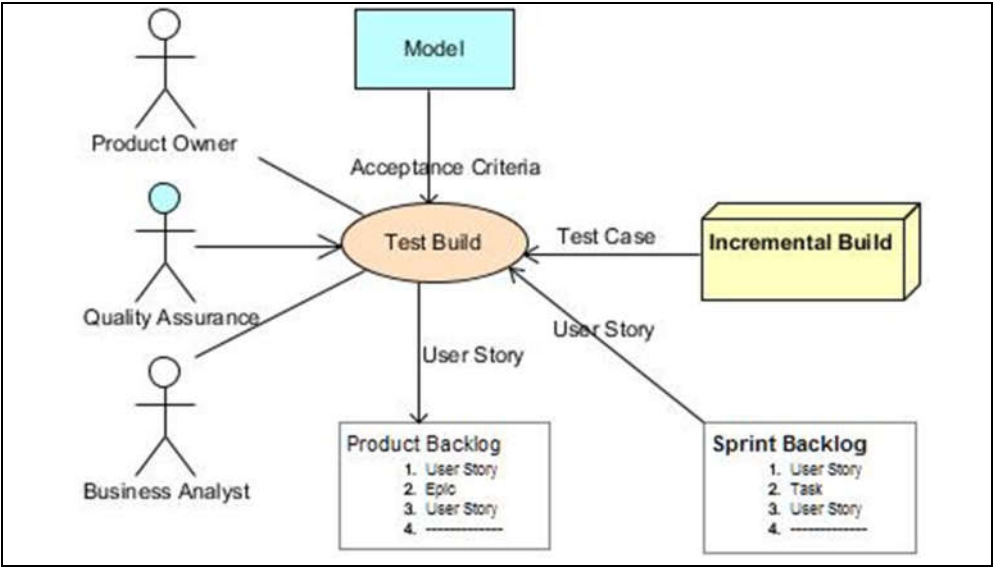 Model
Product Owner
Acceptance Criteria
Test Build
Test Case
Incremental Build
Quality Assurance
User Story
User Story
Business Analyst
Product Backlog
1. User Story
2. Epic
3. User Story
4. --------------
Sprint Backlog
1. User Story
2. Task
3. User Story
4. --------------